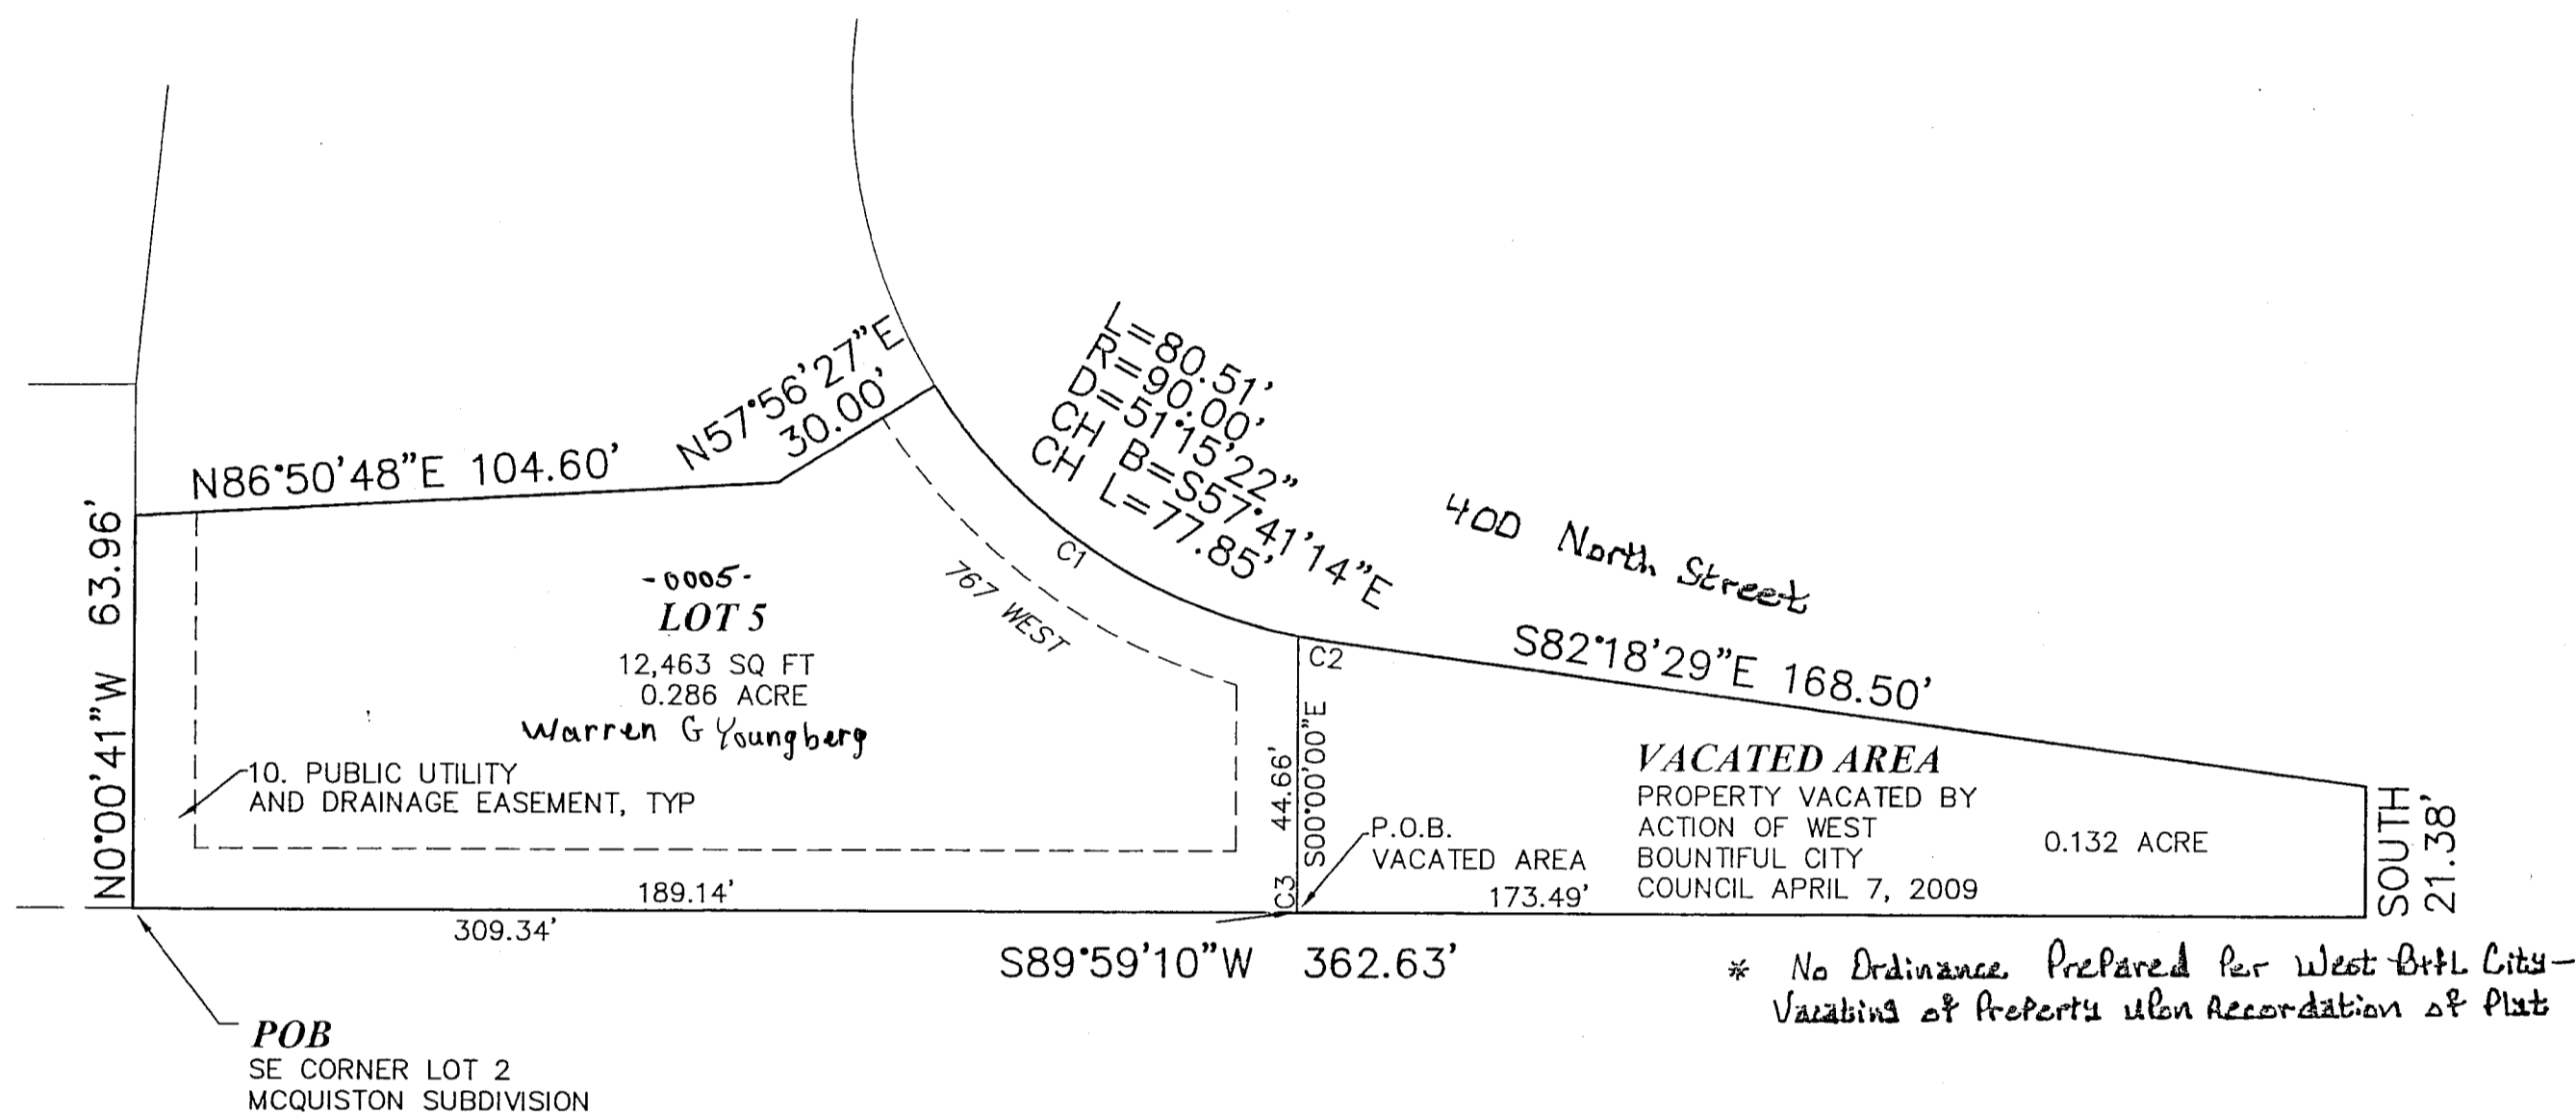 L=80.51'
R=90.00'
D=51°15'22"
CH B=S57°41'14"E
CH L=77.85'
N57°56'27"E
30.00'
N86°50'48"E 104.60'
400 North Street
N0°00'41"W 63.96'
C1
767 WEST
-0005-
LOT 5
12,463 SQ FT
0.286 ACRE
Warren G Youngberg
10. PUBLIC UTILITY
AND DRAINAGE EASEMENT, TYP
C2
S82°18'29"E 168.50'
44.66'
S00°00'00"E
C3
P.O.B.
VACATED AREA
VACATED AREA
PROPERTY VACATED BY
ACTION OF WEST
BOUNTIFUL CITY
COUNCIL APRIL 7, 2009
0.132 ACRE
SOUTH
21.38'
189.14'
173.49'
309.34'
S89°59'10"W 362.63'
* No Ordinance Prepared Per West Btfl City-
Vacating of Property upon Recordation of Plat
POB
SE CORNER LOT 2
MCQUISTON SUBDIVISION